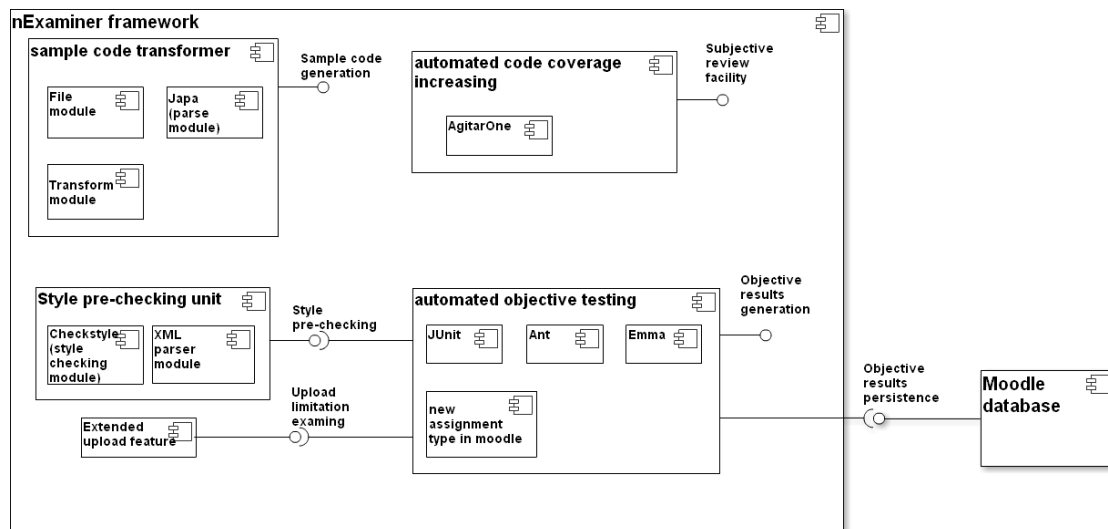 nExaminer framework
sample code transformer
File
module
Japa
(parse
module)
Transform
module
Sample code
generation
automated code coverage
increasing
AgitarOne
Subjective
review
facility
Style pre-checking unit
Checkstyle
(style
checking
module)
XML
parser
module
Style
pre-checking
Extended
upload feature
Upload
limitation
examing
automated objective testing
JUnit
Ant
Emma
new
assignment
type in moodle
Objective
results
generation
Objective
results
persistence
Moodle
database